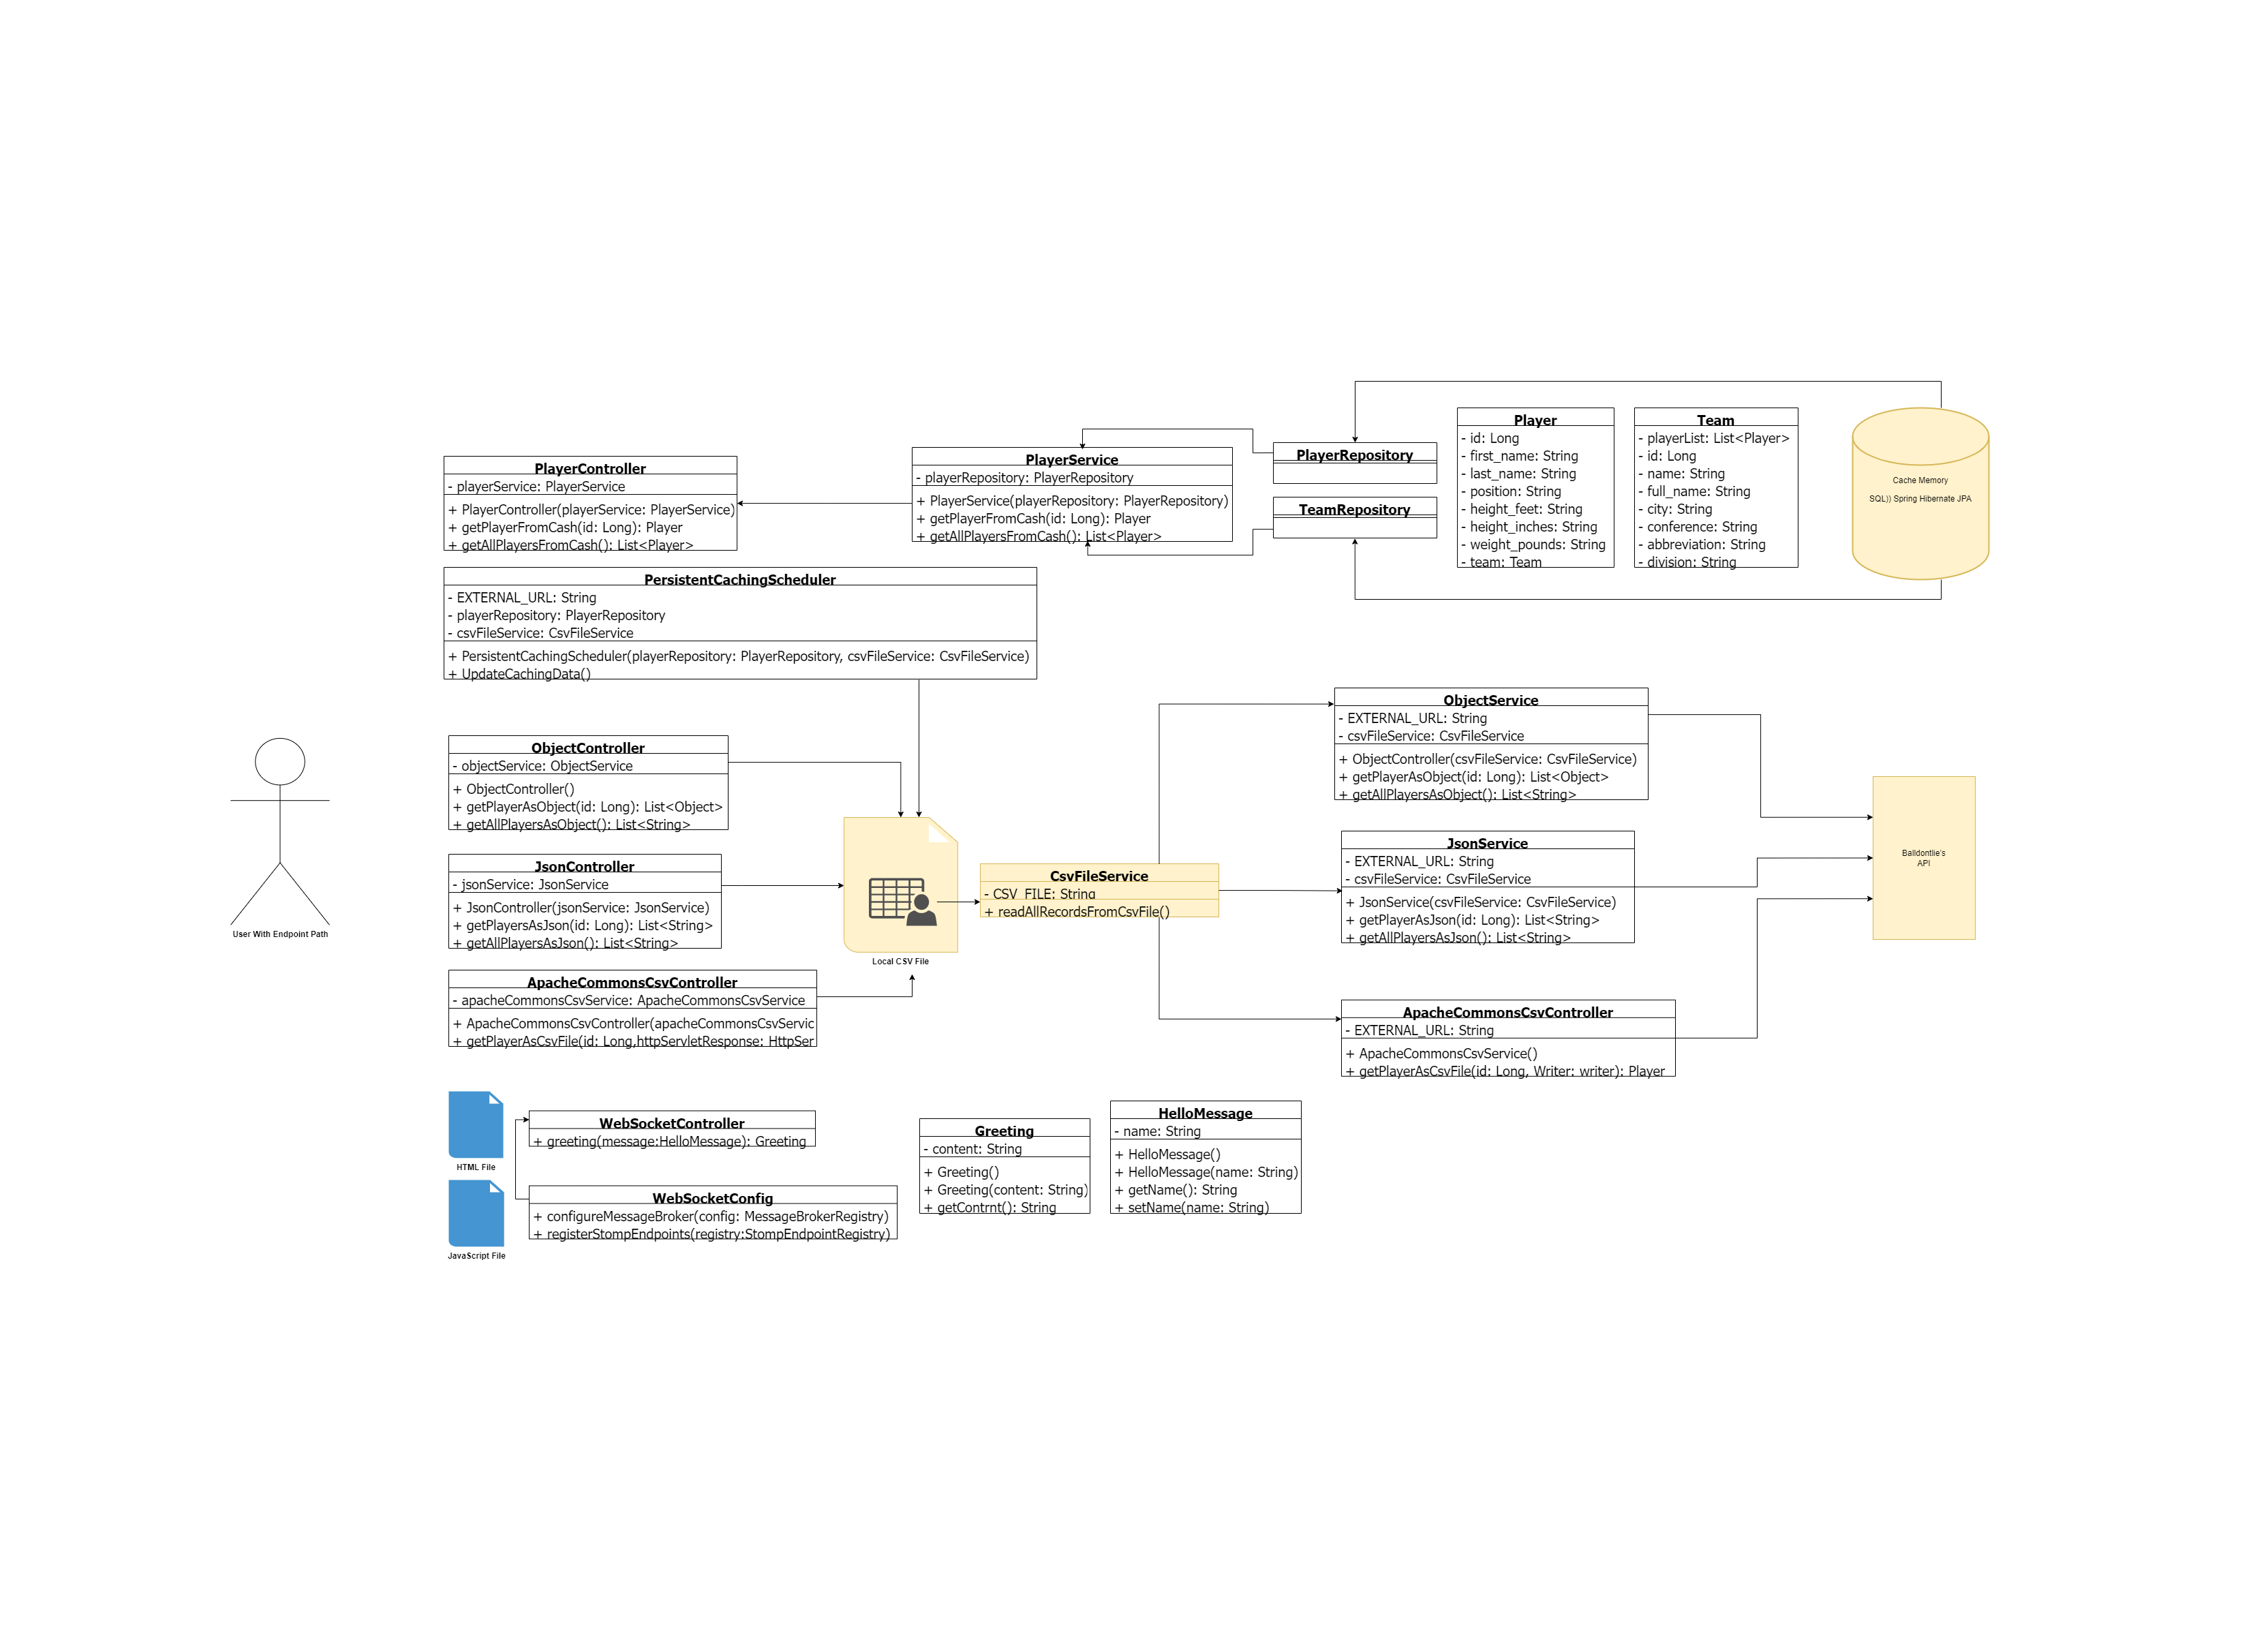 PlayerController
- playerService: PlayerService
+ PlayerController(playerService: PlayerService)
+ getPlayerFromCash(id: Long): Player
+ getAllPlayersFromCash(): List<Player>
PlayerService
- playerRepository: PlayerRepository
+ PlayerService(playerRepository: PlayerRepository)
+ getPlayerFromCash(id: Long): Player
+ getAllPlayersFromCash(): List<Player>
PlayerRepository
TeamRepository
Player
- id: Long
- first_name: String
- last_name: String
- position: String
- height_feet: String
- height_inches: String
- weight_pounds: String
- team: Team
Team
- playerList: List<Player>
- id: Long
- name: String
- full_name: String
- city: String
- conference: String
- abbreviation: String
- division: String
Cache Memory
SQL)) Spring Hibernate JPA
PersistentCachingScheduler
- EXTERNAL_URL: String
- playerRepository: PlayerRepository
- csvFileService: CsvFileService
+ PersistentCachingScheduler(playerRepository: PlayerRepository, csvFileService: CsvFileService)
+ UpdateCachingData()
User With Endpoint Path
ObjectController
- objectService: ObjectService
+ ObjectController()
+ getPlayerAsObject(id: Long): List<Object>
+ getAllPlayersAsObject(): List<String>
JsonController
- jsonService: JsonService
+ JsonController(jsonService: JsonService)
+ getPlayersAsJson(id: Long): List<String>
+ getAllPlayersAsJson(): List<String>
ApacheCommonsCsvController
- apacheCommonsCsvService: ApacheCommonsCsvService
+ ApacheCommonsCsvController(apacheCommonsCsvServic
+ getPlayerAsCsvFile(id: Long,httpServletResponse: HttpSer
Local CSV File
CsvFileService
- CSV_FILE: String
+ readAllRecordsFromCsvFile()
ObjectService
- EXTERNAL_URL: String
- csvFileService: CsvFileService
+ ObjectController(csvFileService: CsvFileService)
+ getPlayerAsObject(id: Long): List<Object>
+ getAllPlayersAsObject(): List<String>
JsonService
- EXTERNAL_URL: String
- csvFileService: CsvFileService
+ JsonService(csvFileService: CsvFileService)
+ getPlayerAsJson(id: Long): List<String>
+ getAllPlayersAsJson(): List<String>
ApacheCommonsCsvController
- EXTERNAL_URL: String
+ ApacheCommonsCsvService()
+ getPlayerAsCsvFile(id: Long, Writer: writer): Player
Balldontlie's
API
HTML File
JavaScript File
WebSocketController
+ greeting(message:HelloMessage): Greeting
WebSocketConfig
+ configureMessageBroker(config: MessageBrokerRegistry)
+ registerStompEndpoints(registry:StompEndpointRegistry)
Greeting
- content: String
+ Greeting()
+ Greeting(content: String)
+ getContrnt(): String
HelloMessage
- name: String
+ HelloMessage()
+ HelloMessage(name: String)
+ getName(): String
+ setName(name: String)